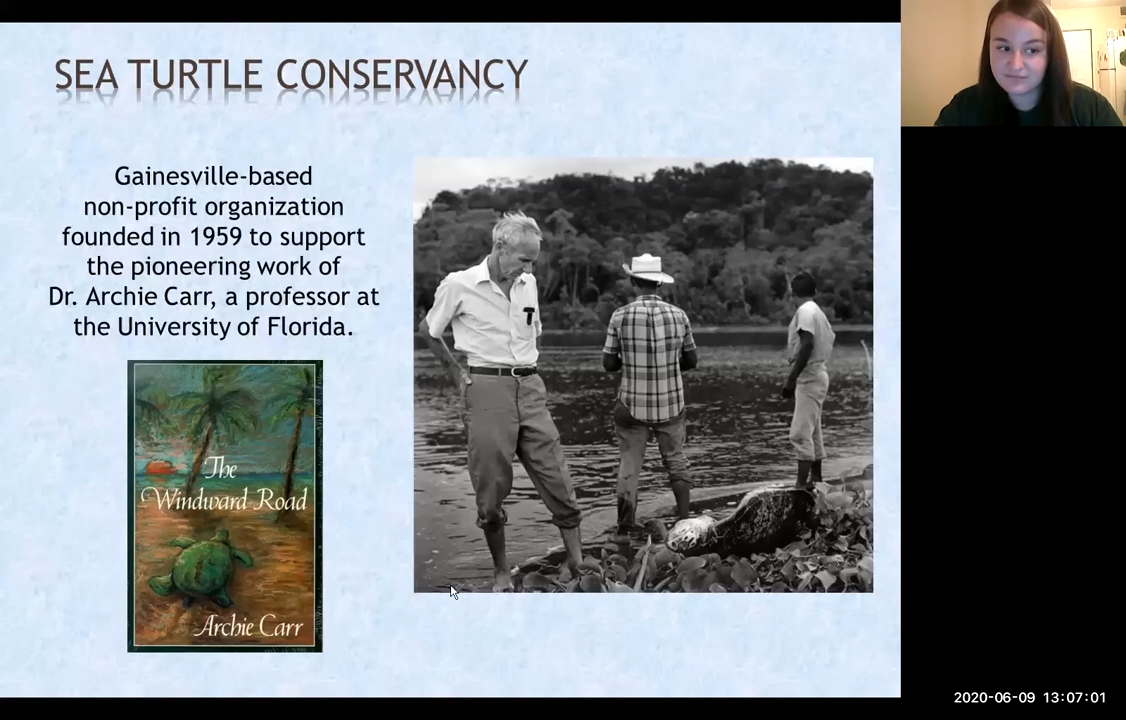 SEA TURTLE CONSERVANCY
Gainesville-based
non-profit organization
founded in 1959 to support
the pioneering work of
Dr. Archie Carr, a professor at
the University of Florida.
The
Windward Road
Archie Carr
2020-06-09 13:07:01